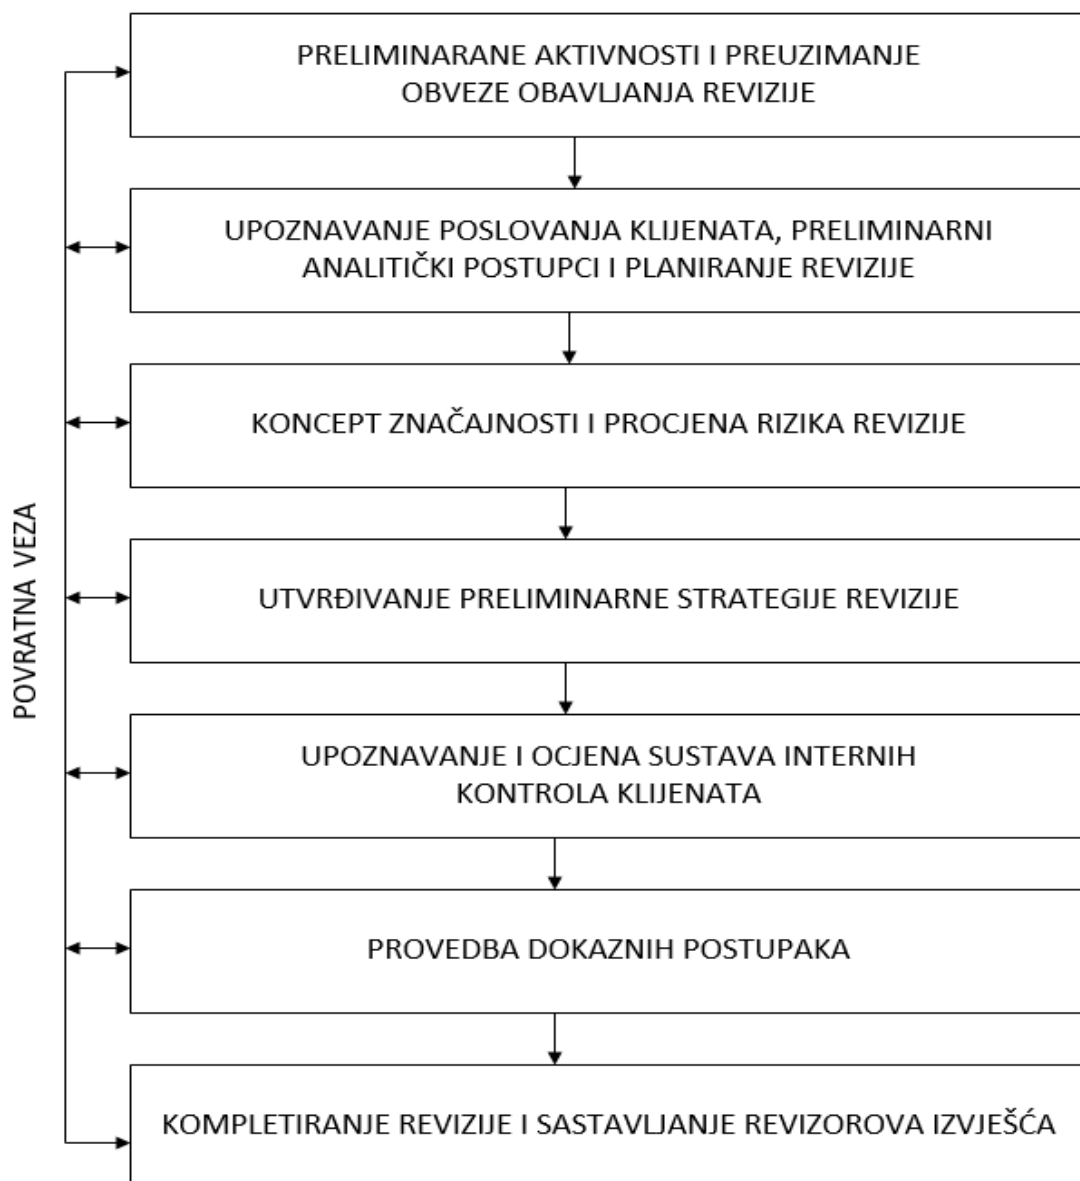 PRELIMINARANE AKTIVNOSTI I PREUZIMANJE
OBVEZE OBAVLJANJA REVIZIJE
UPOZNAVANJE POSLOVANJA KLIJENATA, PRELIMINARNI
ANALITIČKI POSTUPCI I PLANIRANJE REVIZIJE
KONCEPT ZNAČAJNOSTI I PROCJENA RIZIKA REVIZIJE
UTVRĐIVANJE PRELIMINARNE STRATEGIJE REVIZIJE
UPOZNAVANJE I OCJENA SUSTAVA INTERNIH
KONTROLA KLIJENATA
PROVEDBA DOKAZNIH POSTUPAKA
KOMPLETIRANJE REVIZIJE I SASTAVLJANJE REVIZOROVA IZVJEŠĆA
POVRATNA VEZA